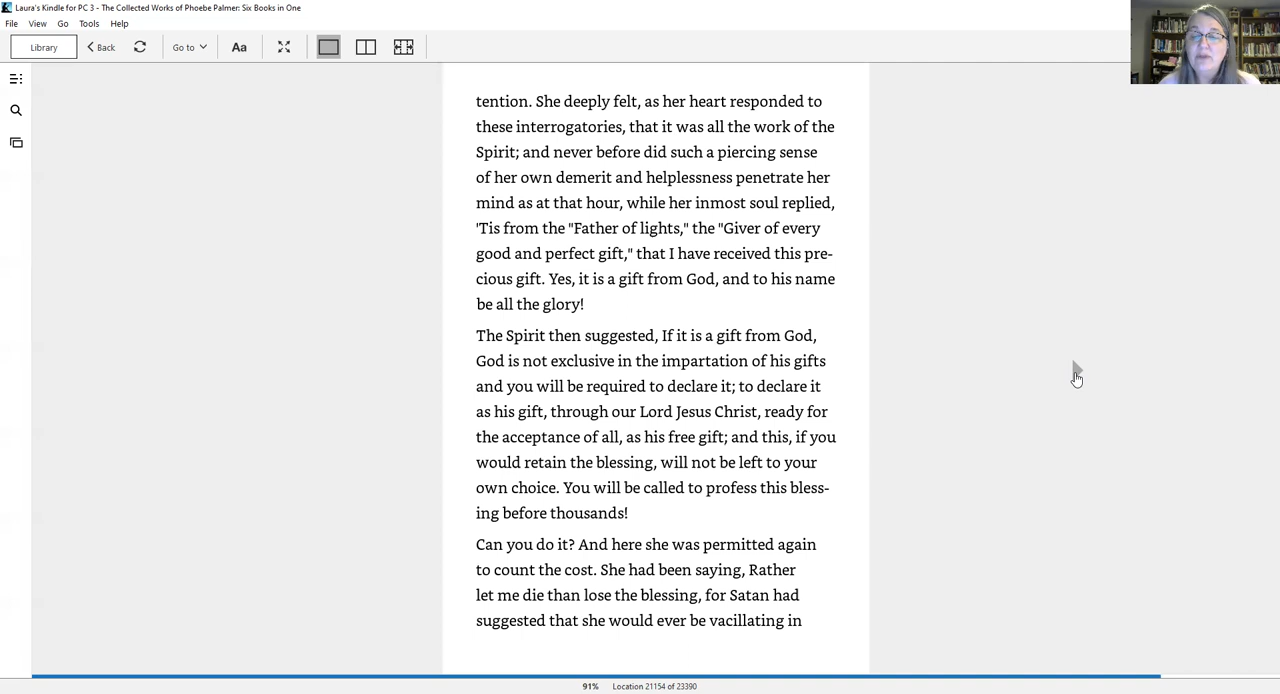 Laura's Kindle for PC 3 - The Collected Works of Phoebe Palmer: Six Books in One
File View Go Tools Help
Library Back Go to Aa
tention. She deeply felt, as her heart responded to
these interrogatories, that it was all the work of the
Spirit; and never before did such a piercing sense
of her own demerit and helplessness penetrate her
mind as at that hour, while her inmost soul replied,
'Tis from the "Father of lights," the "Giver of every
good and perfect gift," that I have received this pre-
cious gift. Yes, it is a gift from God, and to his name
be all the glory!
The Spirit then suggested, If it is a gift from God,
God is not exclusive in the impartation of his gifts
and you will be required to declare it; to declare it
as his gift, through our Lord Jesus Christ, ready for
the acceptance of all, as his free gift; and this, if you
would retain the blessing, will not be left to your
own choice. You will be called to profess this bless-
ing before thousands!
Can you do it? And here she was permitted again
to count the cost. She had been saying, Rather
let me die than lose the blessing, for Satan had
suggested that she would ever be vacillating in
91% Location 21154 of 23390